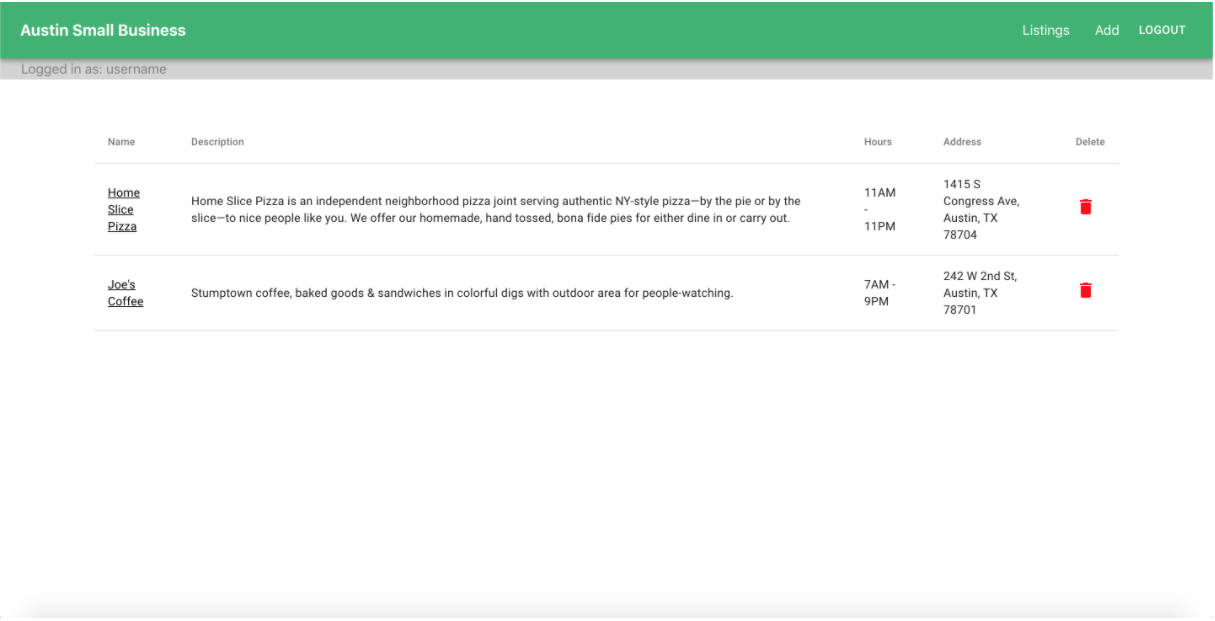 Austin Small Business
Listings Add LOGOUT
Logged in as: username
Name Description Hours Address Delete
Home
Slice
Pizza
Home Slice Pizza is an independent neighborhood pizza joint serving authentic NY-style pizza—by the pie or by the
slice—to nice people like you. We offer our homemade, hand tossed, bona fide pies for either dine in or carry out.
11AM
-
11PM
1415 S
Congress Ave,
Austin, TX
78704
Joe's
Coffee
Stumptown coffee, baked goods & sandwiches in colorful digs with outdoor area for people-watching.
7AM -
9PM
242 W 2nd St,
Austin, TX
78701